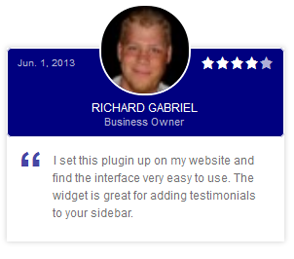 Jun. 1, 2013
RICHARD GABRIEL
Business Owner
“ I set this plugin up on my website and
find the interface very easy to use. The
widget is great for adding testimonials
to your sidebar.